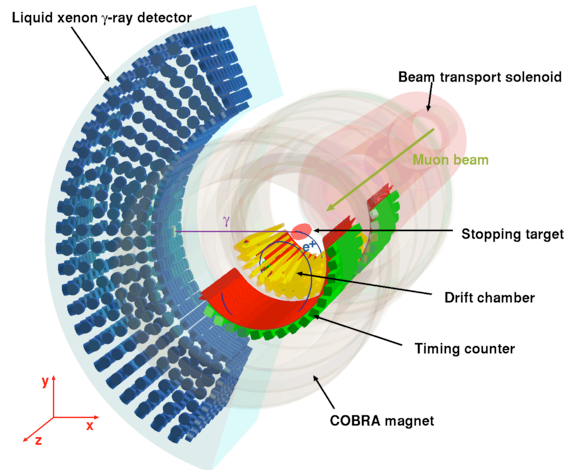 Liquid xenon γ-ray detector
Beam transport solenoid
Muon beam
γ
Stopping target
e+
Drift chamber
Timing counter
y
x
z
COBRA magnet